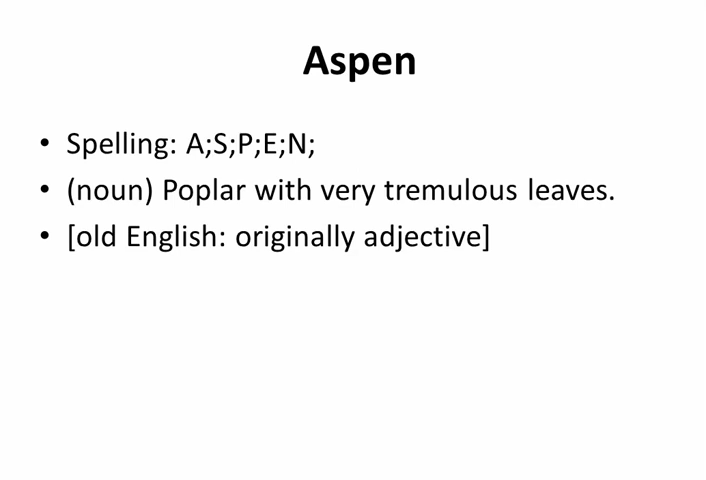 Aspen
• Spelling: A;S;P;E;N;
• (noun) Poplar with very tremulous leaves.
• [old English: originally adjective]